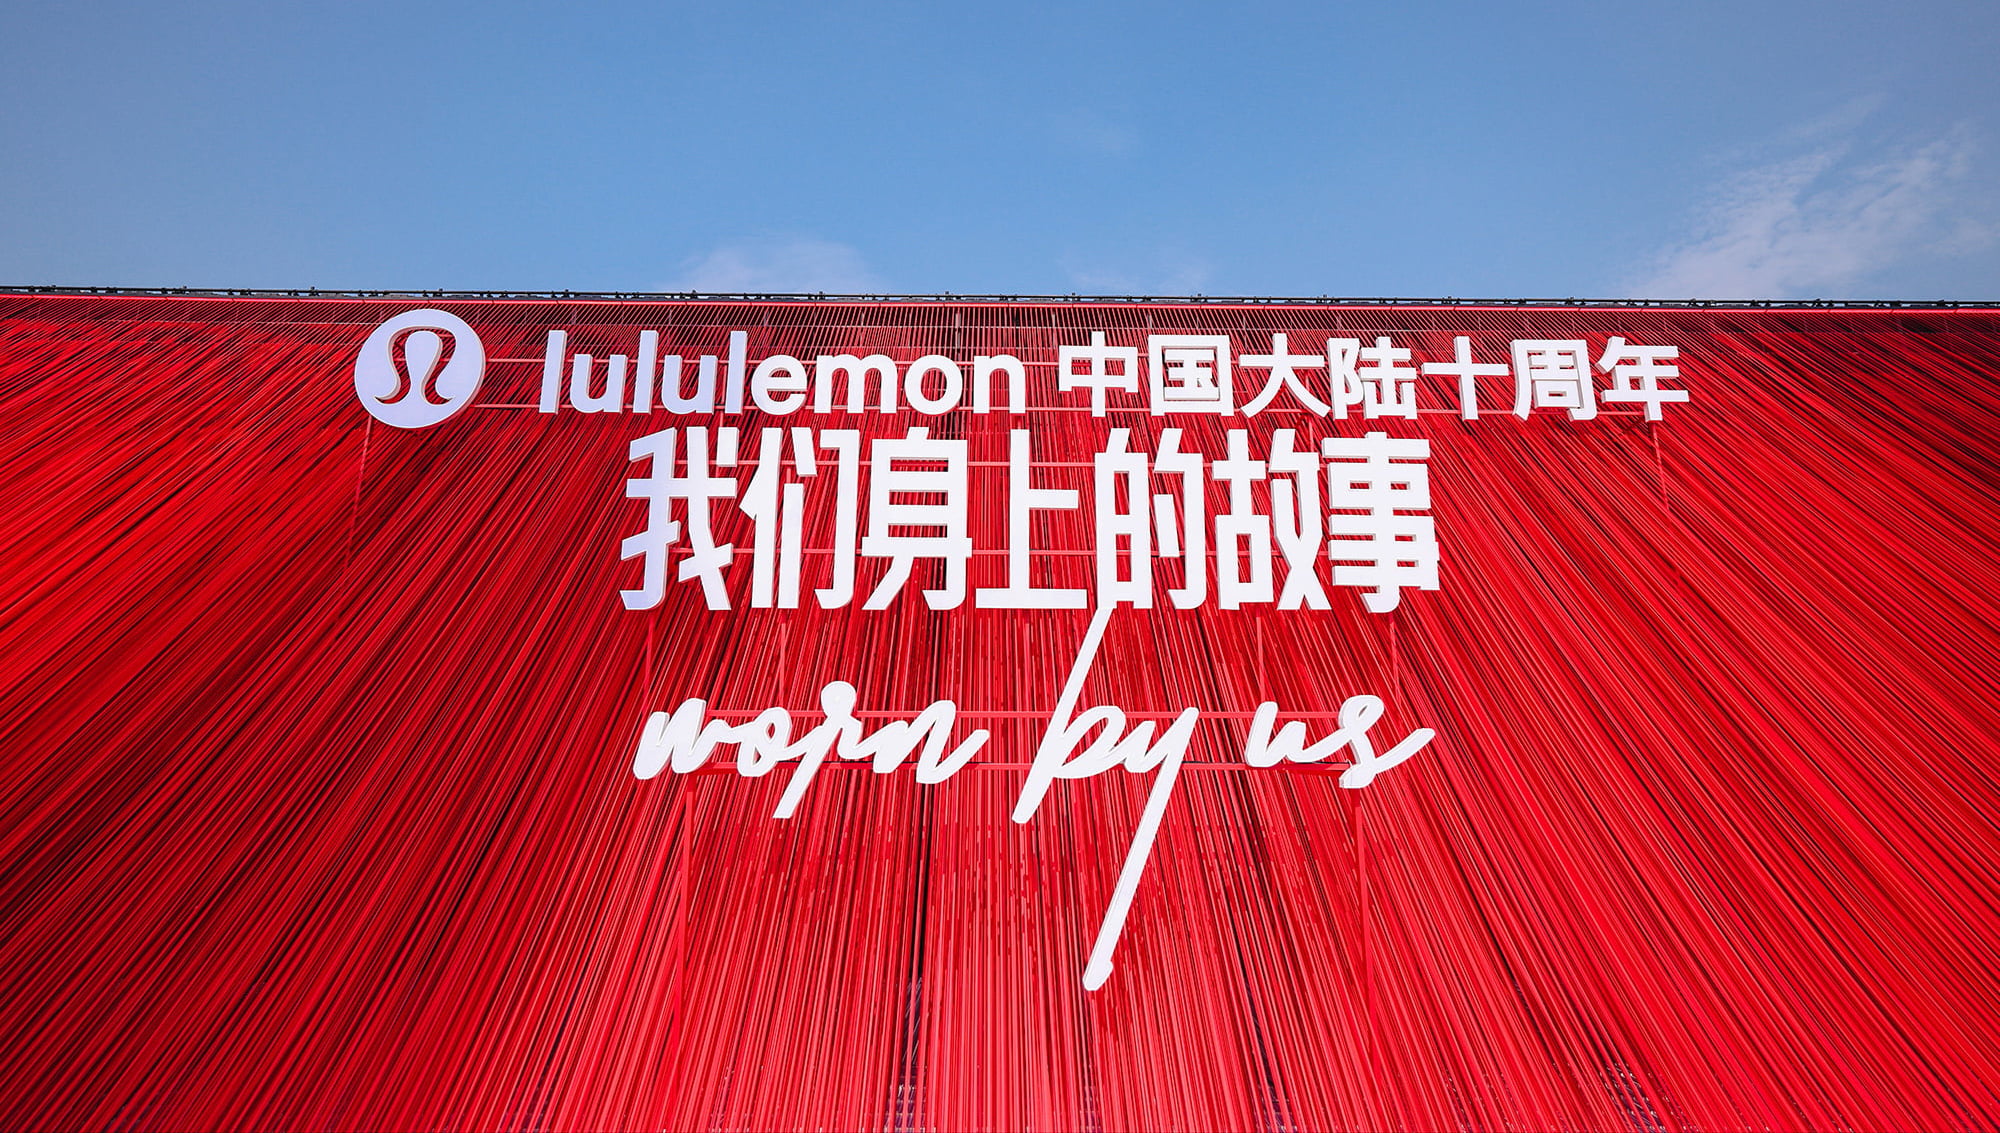 lululemon 中国大陆十周年
我们身上的故事
worn by us